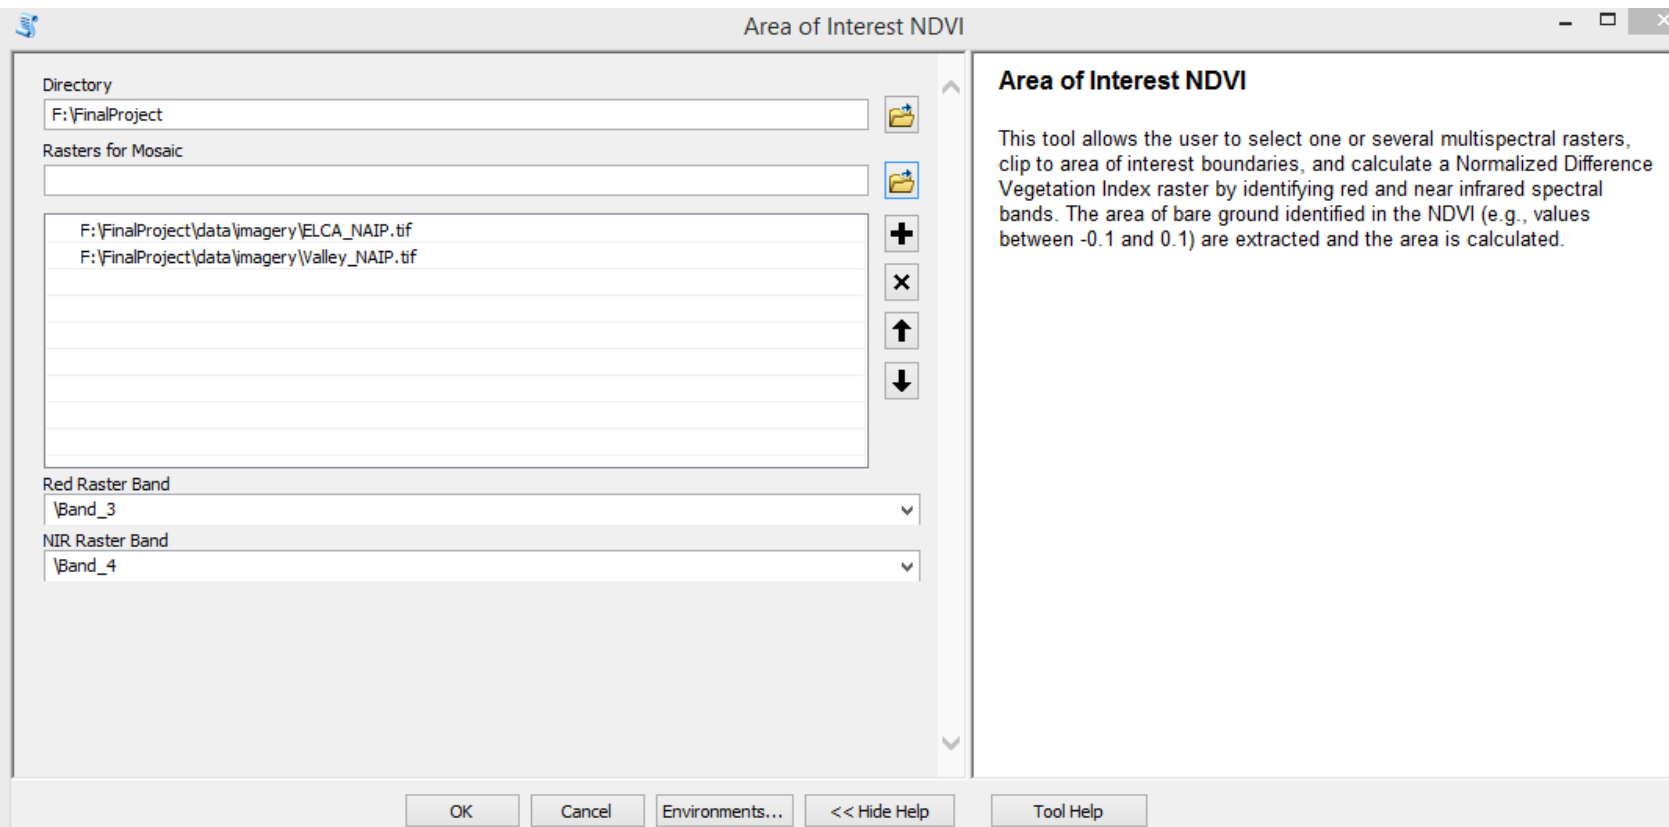 Area of Interest NDVI
Directory
F:\FinalProject
Rasters for Mosaic
F:\FinalProject\data\imagery\ELCA_NAIP.tif
F:\FinalProject\data\imagery\Valley_NAIP.tif
Red Raster Band
\Band_3
NIR Raster Band
\Band_4
OK
Cancel
Environments...
<< Hide Help
Area of Interest NDVI
This tool allows the user to select one or several multispectral rasters,
clip to area of interest boundaries, and calculate a Normalized Difference
Vegetation Index raster by identifying red and near infrared spectral
bands. The area of bare ground identified in the NDVI (e.g., values
between -0.1 and 0.1) are extracted and the area is calculated.
Tool Help